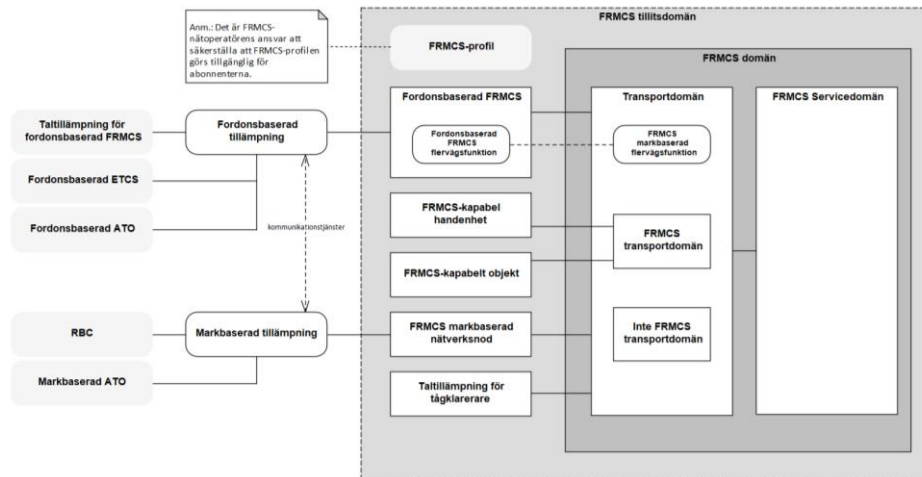 Anm.: Det är FRMCS-
nätoperatörens ansvar att
säkerställa att FRMCS-profilen
görs tillgänglig för
abonnenterna.
FRMCS tillitsdomän
FRMCS-profil
FRMCS domän
Fordonsbaserad FRMCS
Transportdomän
FRMCS Servicedomän
Taltillämpning för
fordonsbaserad FRMCS
Fordonsbaserad
tillämpning
Fordonsbaserad
FRMCS
flervägsfunktion
FRMCS
markbaserad
flervägsfunktion
Fordonsbaserad ETCS
Fordonsbaserad ATO
kommunikationstjänster
FRMCS-kapabel
handenhet
FRMCS
transportdomän
FRMCS-kapabelt objekt
RBC
Markbaserad tillämpning
FRMCS markbaserad
nätverksnod
Inte FRMCS
transportdomän
Markbaserad ATO
Taltillämpning för
tågklarerare